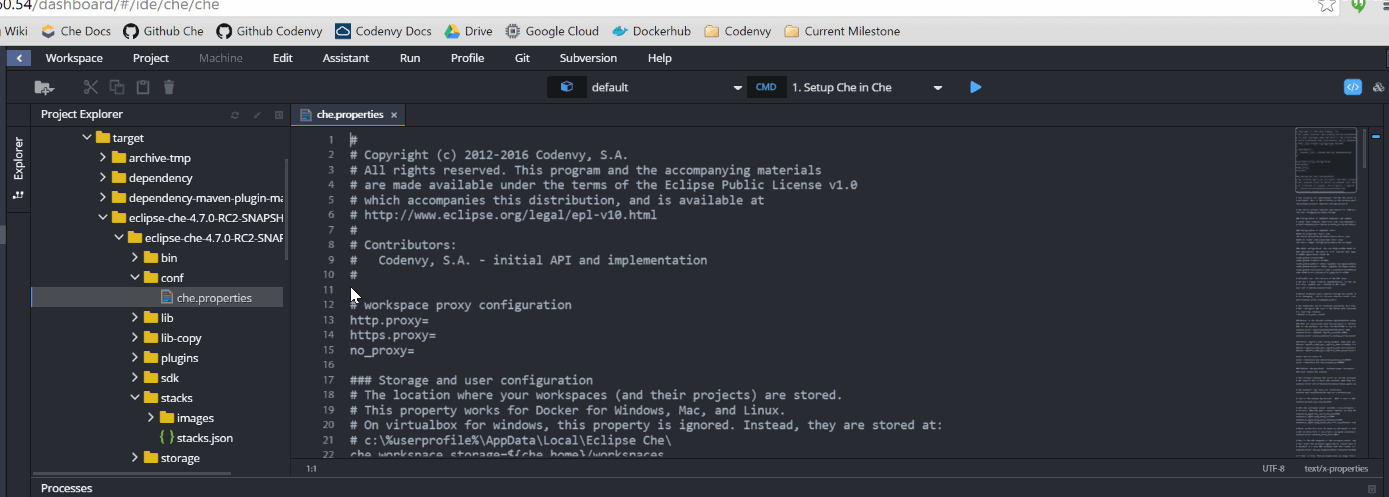 0.54/dashboard/#/ide/che/che
Wiki Che Docs Github Che Github Codenvy Codenvy Docs Drive Google Cloud Dockerhub Codenvy Current Milestone
Workspace Project Machine Edit Assistant Run Profile Git Subversion Help
default CMD 1. Setup Che in Che
Project Explorer
che.properties
Explorer
target
archive-tmp
dependency
dependency-maven-plugin-ma
eclipse-che-4.7.0-RC2-SNAPSH
eclipse-che-4.7.0-RC2-SNAP
bin
conf
che.properties
lib
lib-copy
plugins
sdk
stacks
images
stacks.json
storage
1 #
2 # Copyright (c) 2012-2016 Codenvy, S.A.
3 # All rights reserved. This program and the accompanying materials
4 # are made available under the terms of the Eclipse Public License v1.0
5 # which accompanies this distribution, and is available at
6 # http://www.eclipse.org/legal/epl-v10.html
7 #
8 # Contributors:
9 #   Codenvy, S.A. - initial API and implementation
10 #
11
12 # workspace proxy configuration
13 http.proxy=
14 https.proxy=
15 no_proxy=
16
17 ### Storage and user configuration
18 # The location where your workspaces (and their projects) are stored.
19 # This property works for Docker for Windows, Mac, and Linux.
20 # On virtualbox for windows, this property is ignored. Instead, they are stored at:
21 # c:\%userprofile%\AppData\Local\Eclipse Che\
22 che.workspace.storage=${che.home}/workspaces
1:1 UTF-8 text/x-properties
Processes